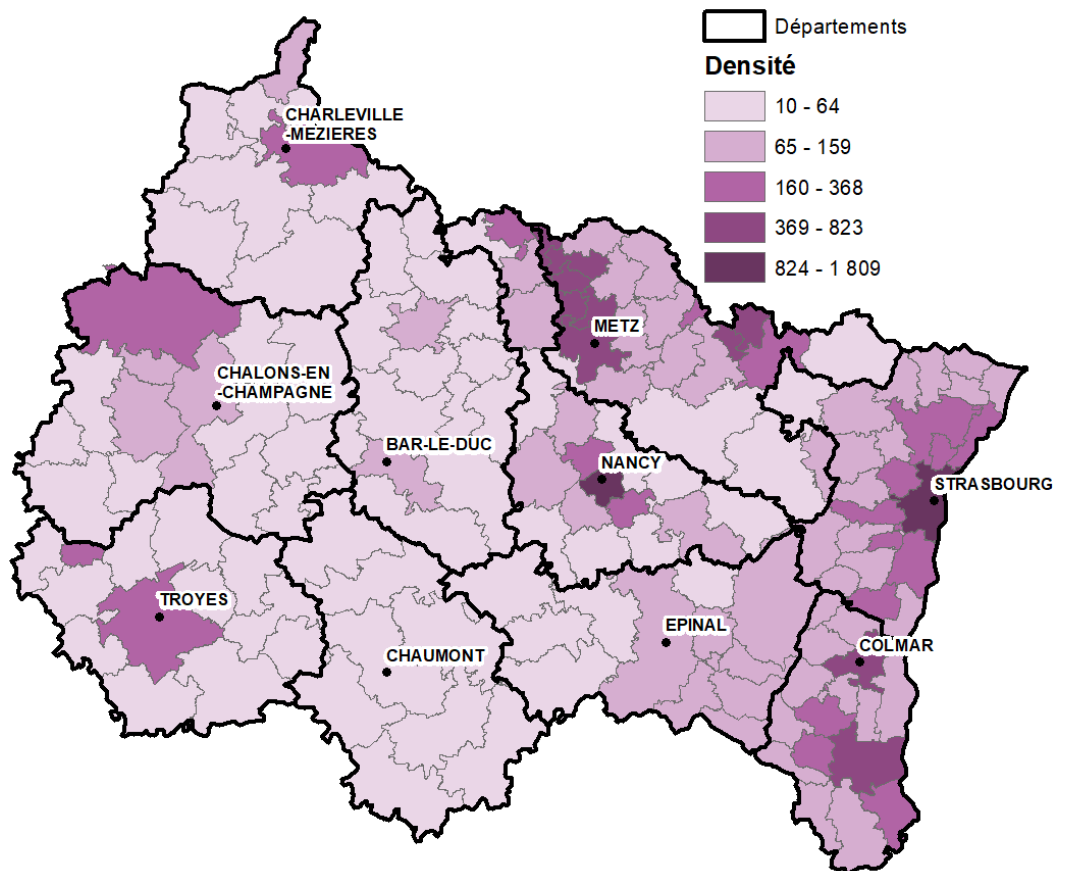 Départements
Densité
10 - 64
65 - 159
160 - 368
369 - 823
824 - 1 809
CHARLEVILLE
-MEZIERES
METZ
CHALONS-EN
-CHAMPAGNE
BAR-LE-DUC
NANCY
STRASBOURG
TROYES
EPINAL
COLMAR
CHAUMONT